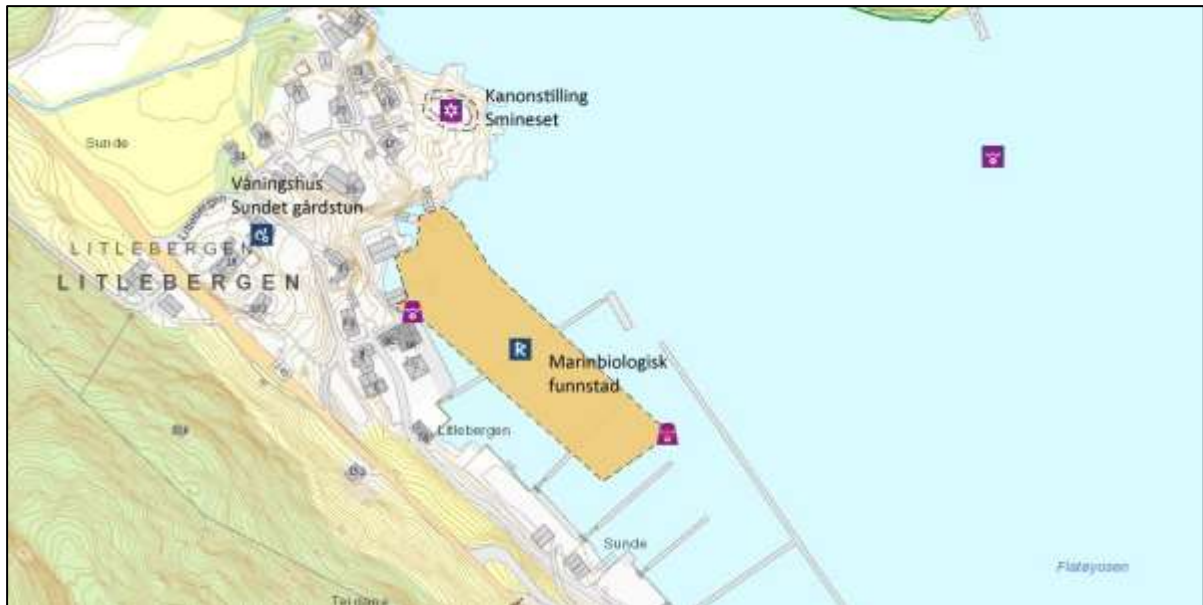 Kanonstilling
Smineset
Sunde
Våningshus
Sundet gårdstun
LITLEBERGEN
LITLEBERGEN
R
Marinbiologisk
funnstad
Litlebergen
Sunde
Flatøyosen